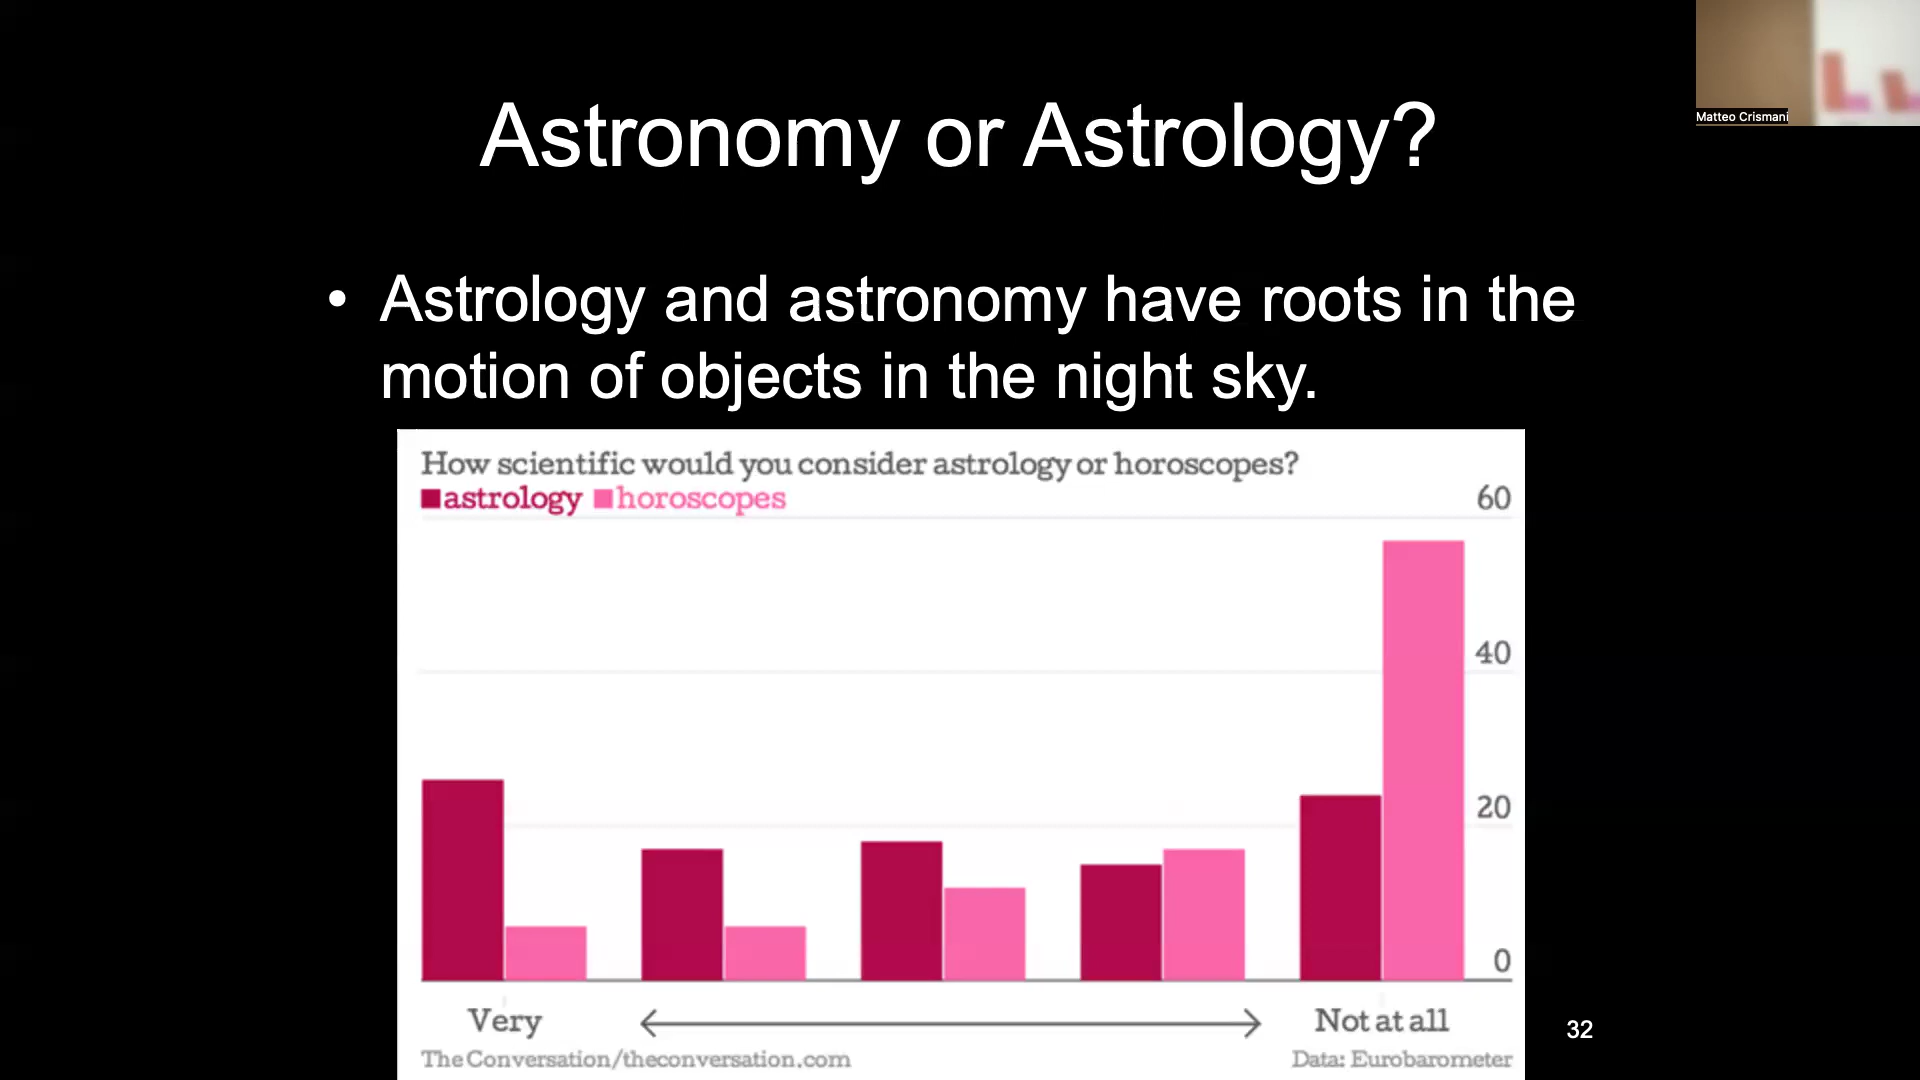 Matteo Crismani
Astronomy or Astrology?
• Astrology and astronomy have roots in the
motion of objects in the night sky.
How scientific would you consider astrology or horoscopes?
astrology horoscopes
60
40
20
0
Very
Not at all
The Conversation/theconversation.com
Data: Eurobarometer
32